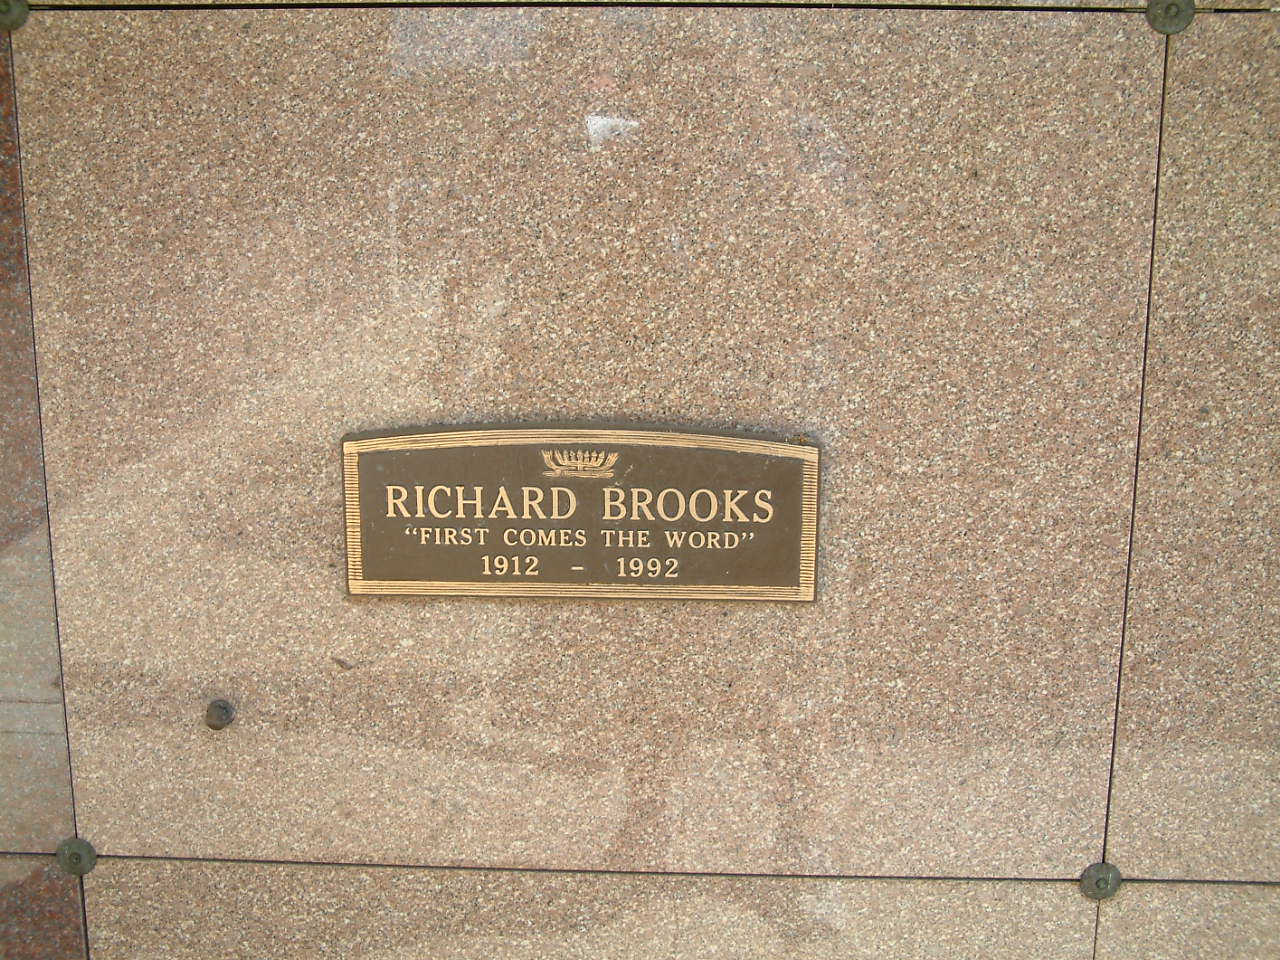 RICHARD BROOKS
“FIRST COMES THE WORD”
1912 – 1992